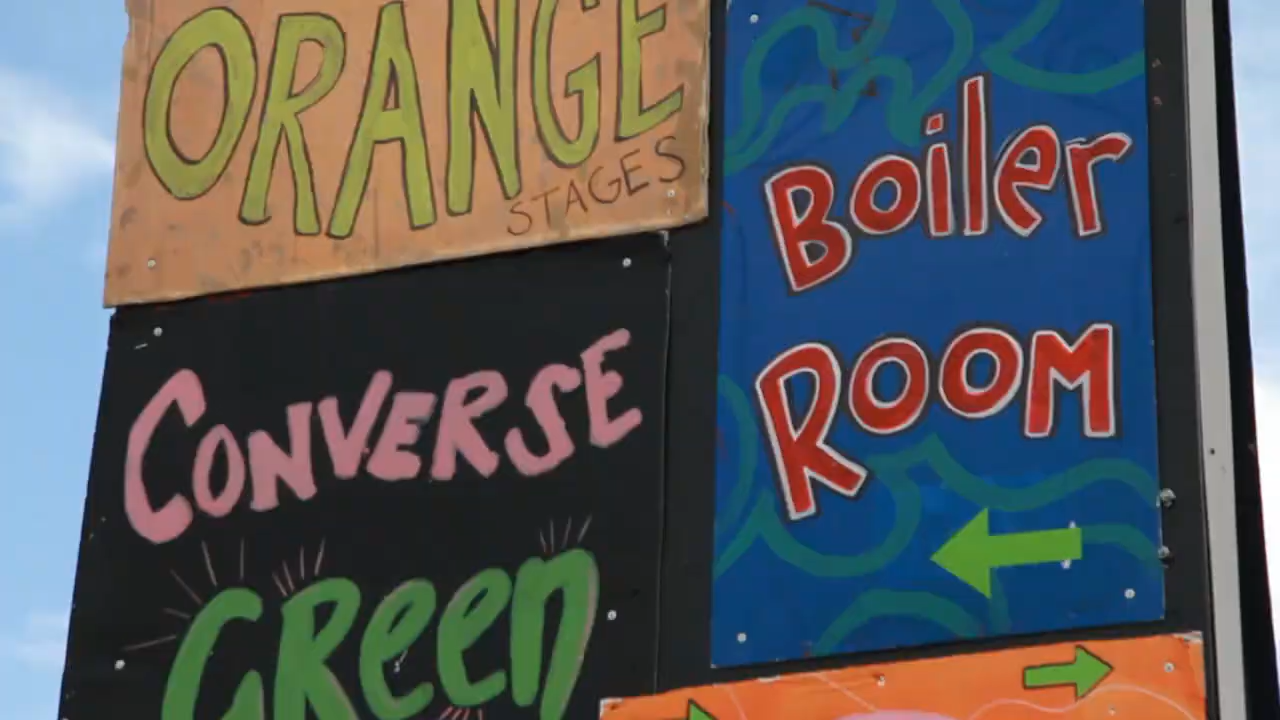 ORANGE
STAGES
CONVERSE
GREEN
Boiler
ROOM